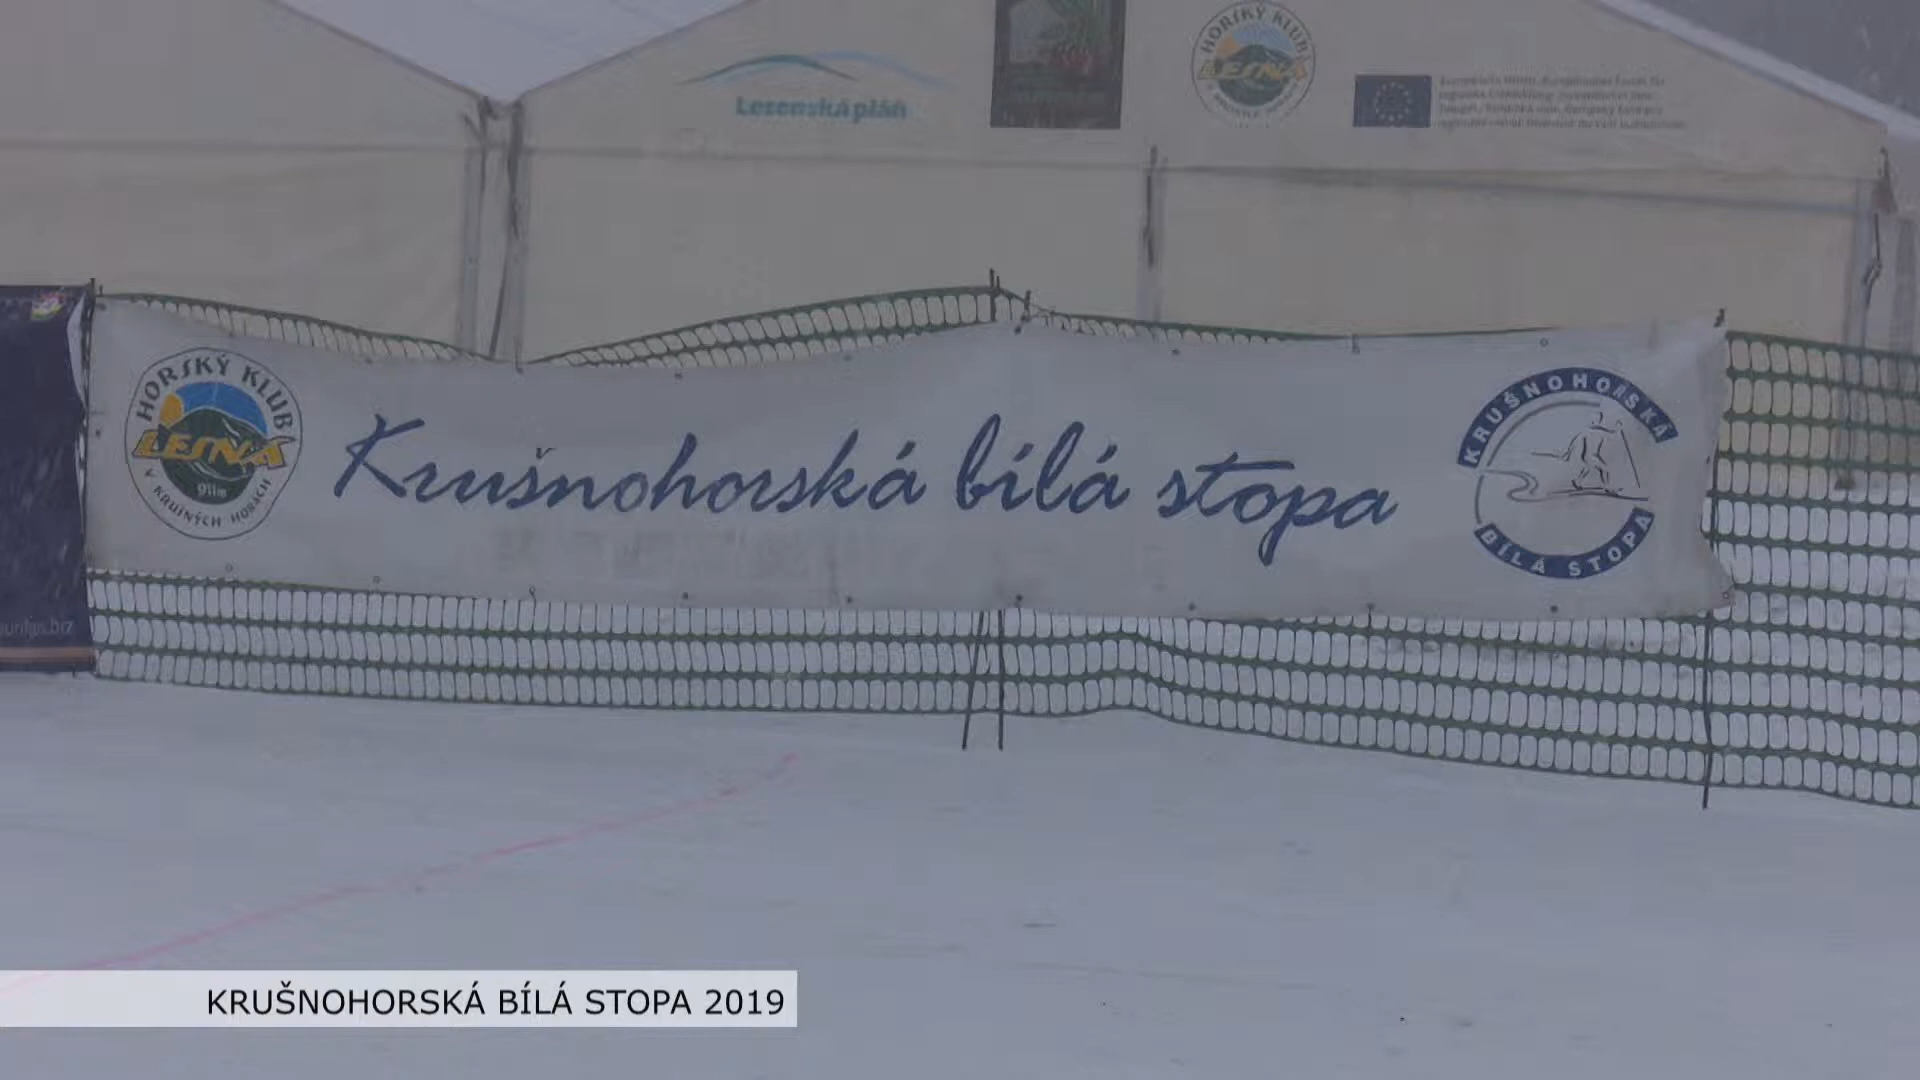 Lesenská pláň
HORSKÝ KLUB
LESNÁ
HORSKÝ KLUB
LESNÁ
911m
V KRUŠNÝCH HORÁCH
Krušnohorská bílá stopa
KRUŠNOHORSKÁ
BÍLÁ STOPA
KRUŠNOHORSKÁ BÍLÁ STOPA 2019